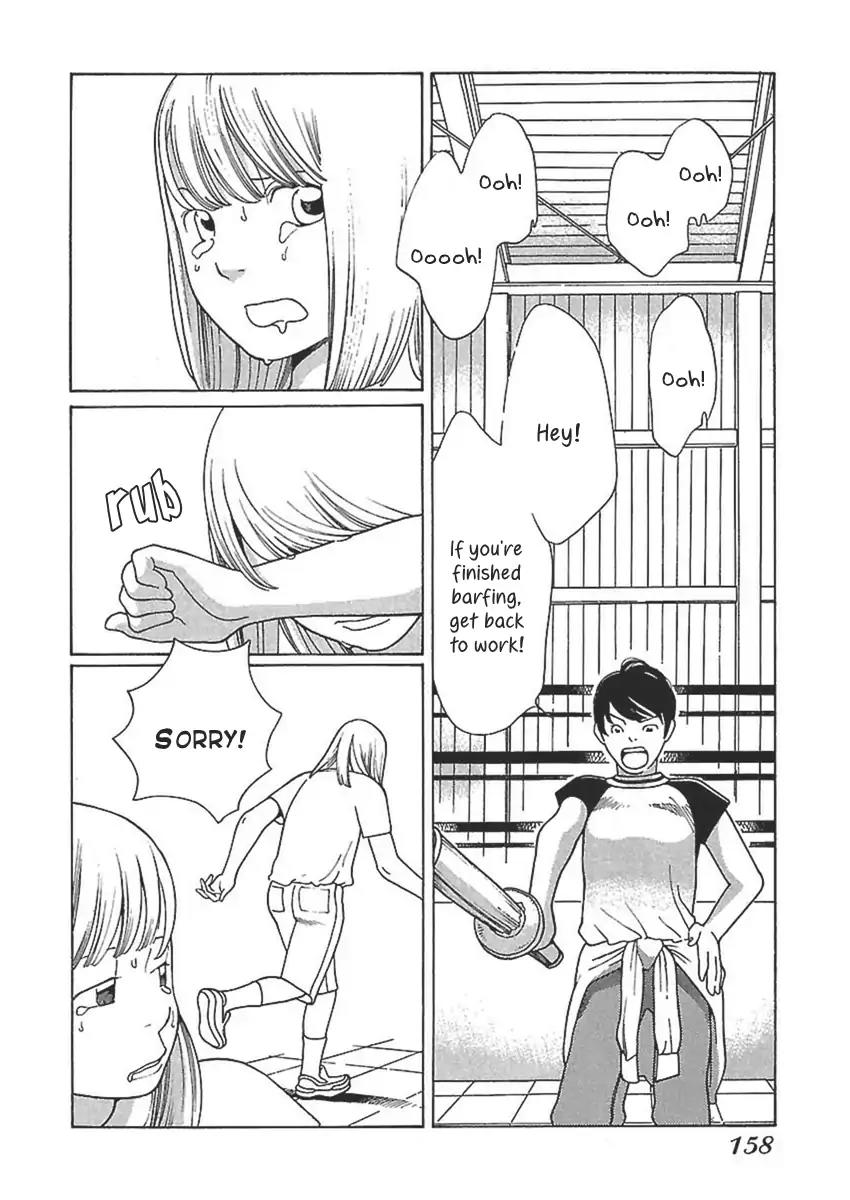 Ooh!
Ooh!
Ooh!
Ooooh!
Ooh!
Hey!
If you're
finished
barfing,
get back
to work!
rub
SORRY!
158